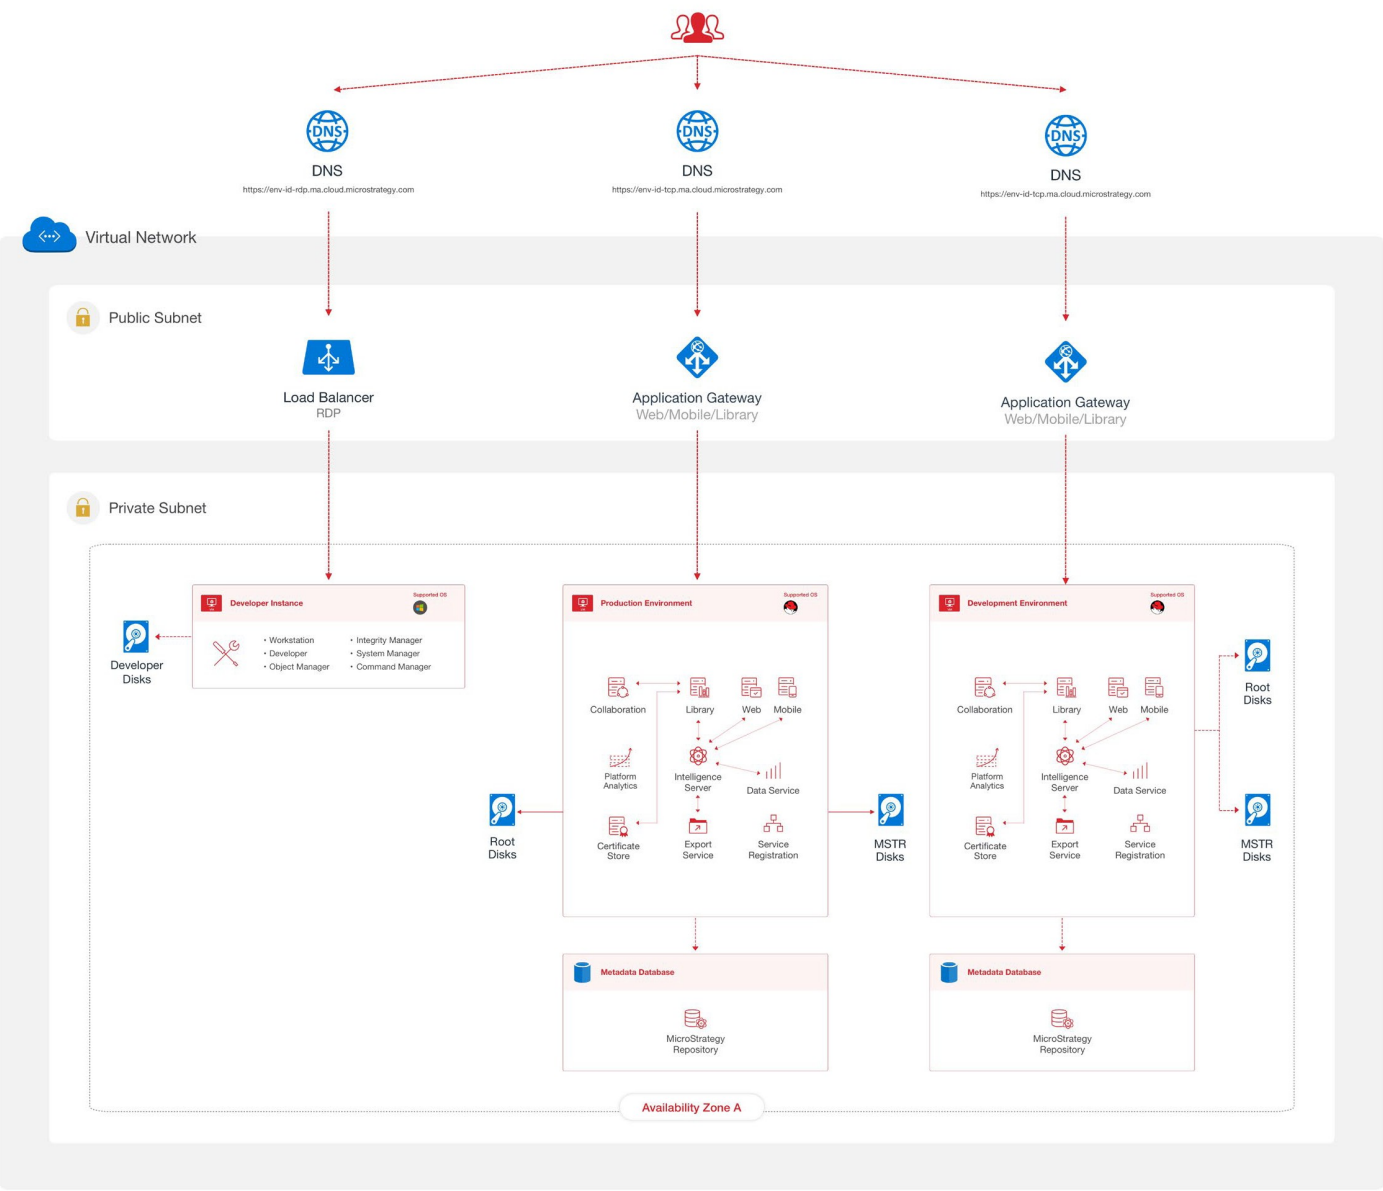 DNS
DNS
https://env-id-rdp.ma.cloud.microstrategy.com
DNS
DNS
https://env-id-tcp.ma.cloud.microstrategy.com
DNS
DNS
https://env-id-tcp.ma.cloud.microstrategy.com
Virtual Network
Public Subnet
Load Balancer
RDP
Application Gateway
Web/Mobile/Library
Application Gateway
Web/Mobile/Library
Private Subnet
Developer Instance
Supported OS
• Workstation
• Developer
• Object Manager
• Integrity Manager
• System Manager
• Command Manager
Developer
Disks
Production Environment
Supported OS
Collaboration
Library
Web
Mobile
Platform
Analytics
Intelligence
Server
Data Service
Certificate
Store
Export
Service
Service
Registration
Root
Disks
MSTR
Disks
Development Environment
Supported OS
Collaboration
Library
Web
Mobile
Platform
Analytics
Intelligence
Server
Data Service
Certificate
Store
Export
Service
Service
Registration
Root
Disks
MSTR
Disks
Metadata Database
MicroStrategy
Repository
Metadata Database
MicroStrategy
Repository
Availability Zone A